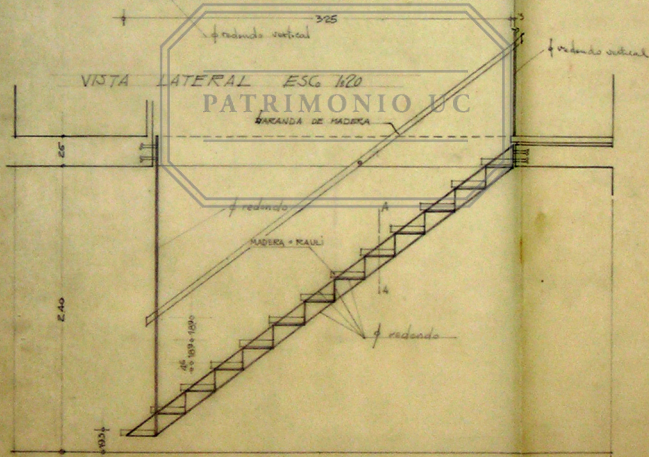 325
3
ϕ redondo vertical
ϕ redondo vertical
VISTA LATERAL ESC 1:20
PATRIMONIO UC
BARANDA DE MADERA
25
ϕ redondo
A
MADERA = RAULI
A
2.40
ϕ redondo